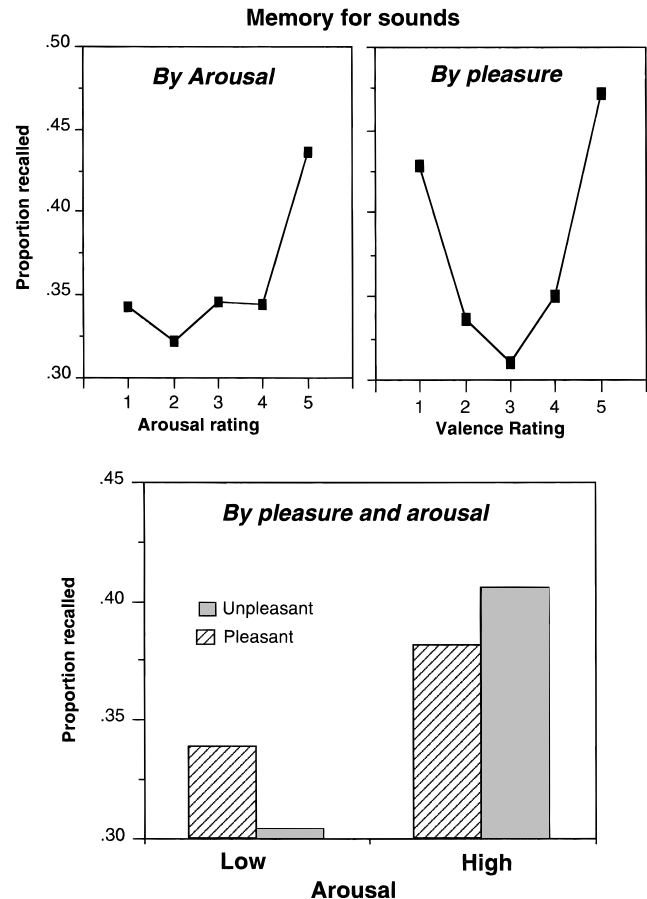 Memory for sounds
By Arousal
By pleasure
Proportion recalled
.50
.45
.40
.35
.30
1 2 3 4 5
Arousal rating
1 2 3 4 5
Valence Rating
By pleasure and arousal
Proportion recalled
.45
.40
.35
.30
Unpleasant
Pleasant
Low
High
Arousal